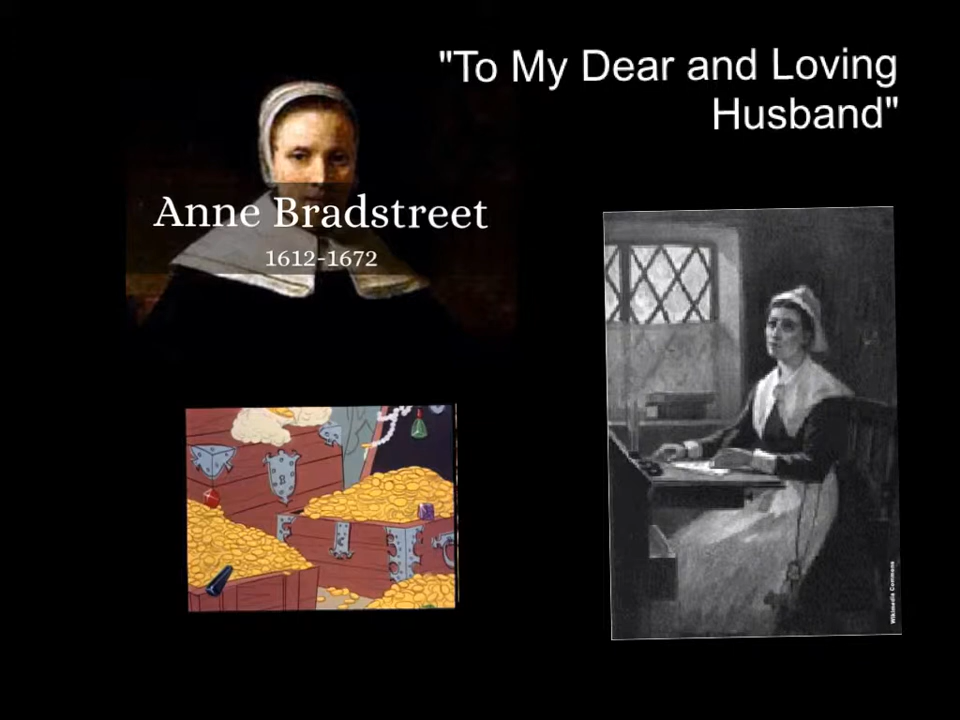 "To My Dear and Loving
Husband"
Anne Bradstreet
1612-1672
Wikimedia Commons